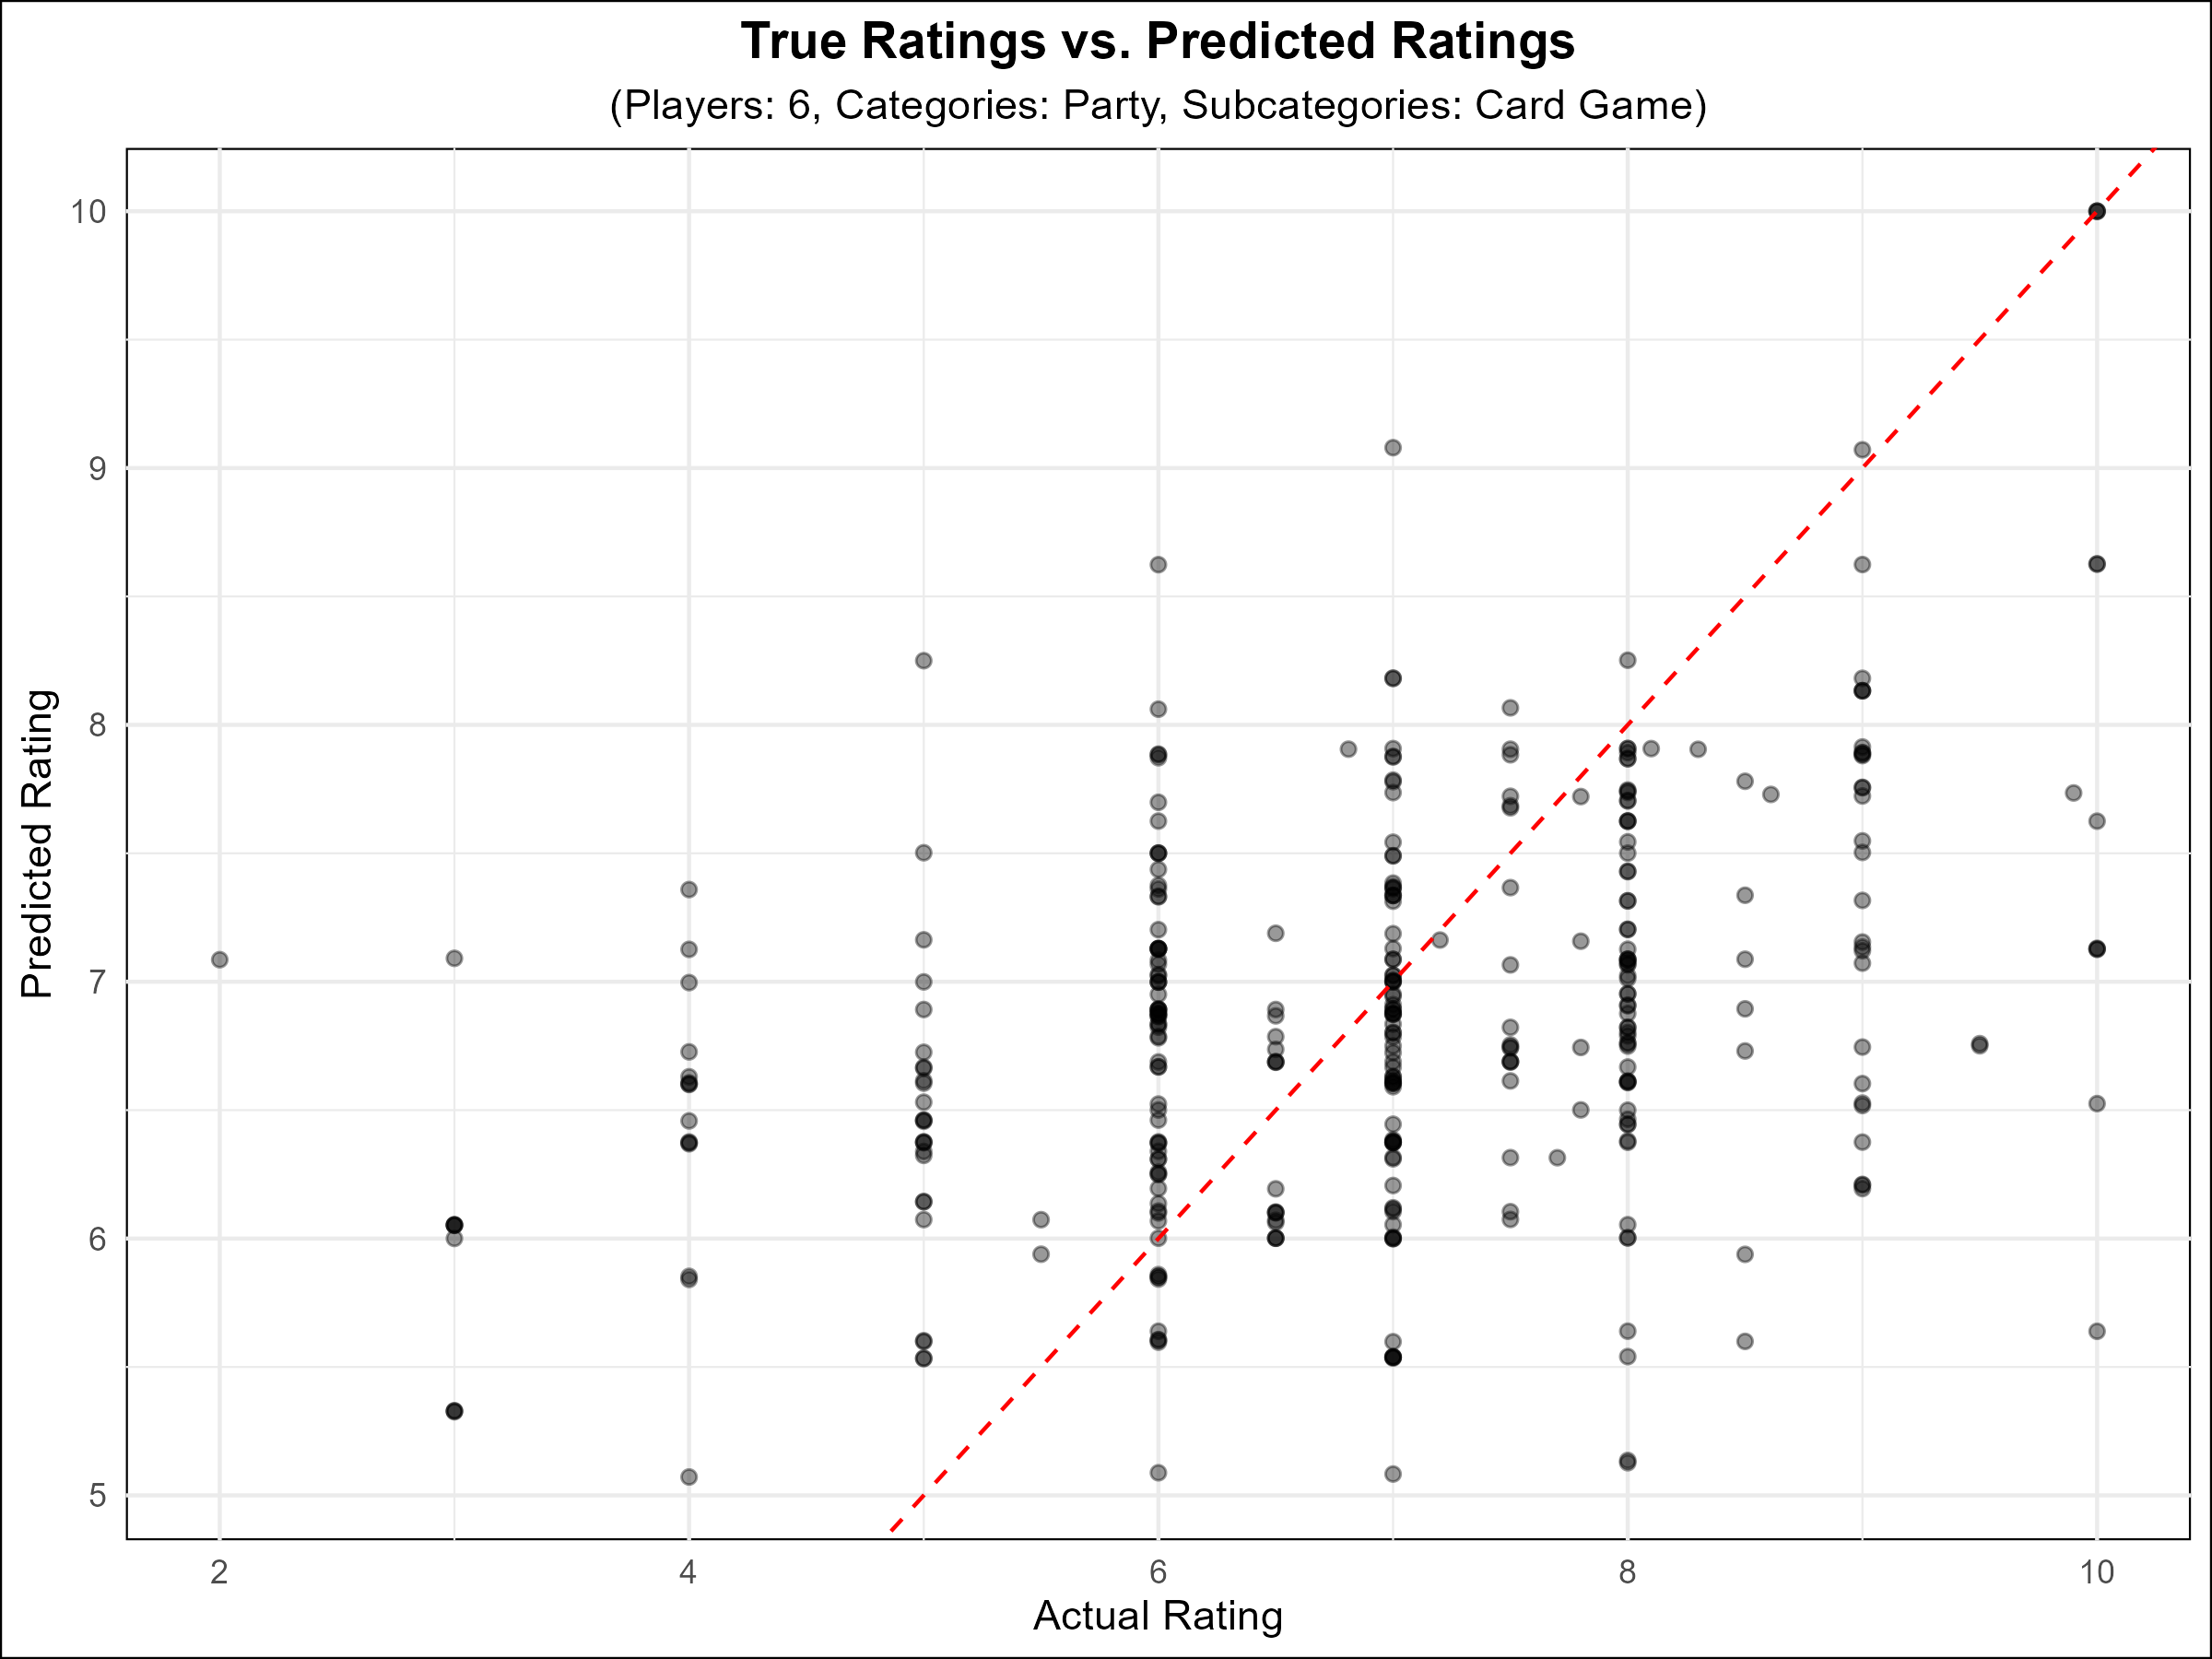 True Ratings vs. Predicted Ratings
(Players: 6, Categories: Party, Subcategories: Card Game)
10
9
8
7
6
5
Predicted Rating
2 4 6 8 10
Actual Rating